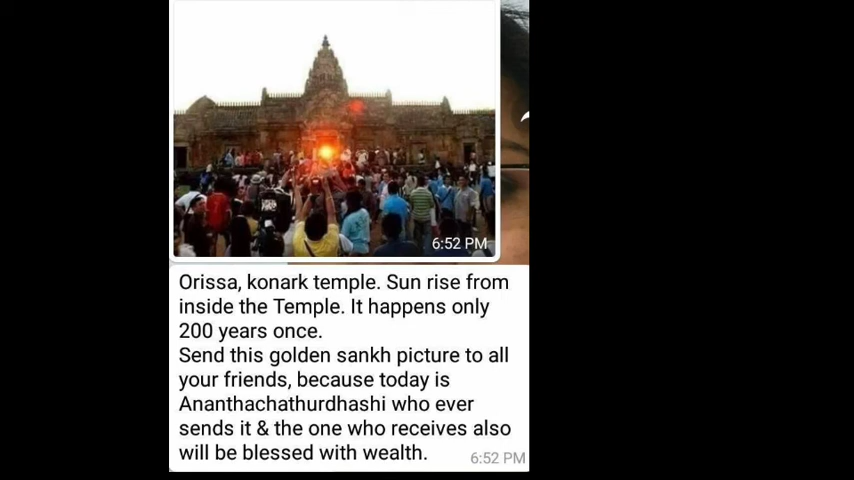 6:52 PM
Orissa, konark temple. Sun rise from
inside the Temple. It happens only
200 years once.
Send this golden sankh picture to all
your friends, because today is
Ananthachathurdhashi who ever
sends it & the one who receives also
will be blessed with wealth.
6:52 PM